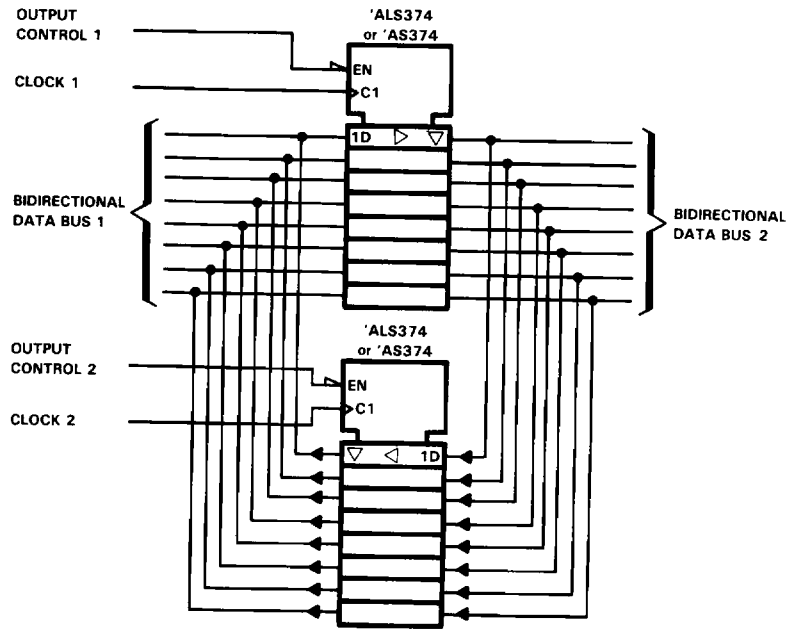 OUTPUT
CONTROL 1
'ALS374
or 'AS374
EN
CLOCK 1
C1
1D
BIDIRECTIONAL
DATA BUS 1
BIDIRECTIONAL
DATA BUS 2
'ALS374
or 'AS374
OUTPUT
CONTROL 2
EN
CLOCK 2
C1
1D